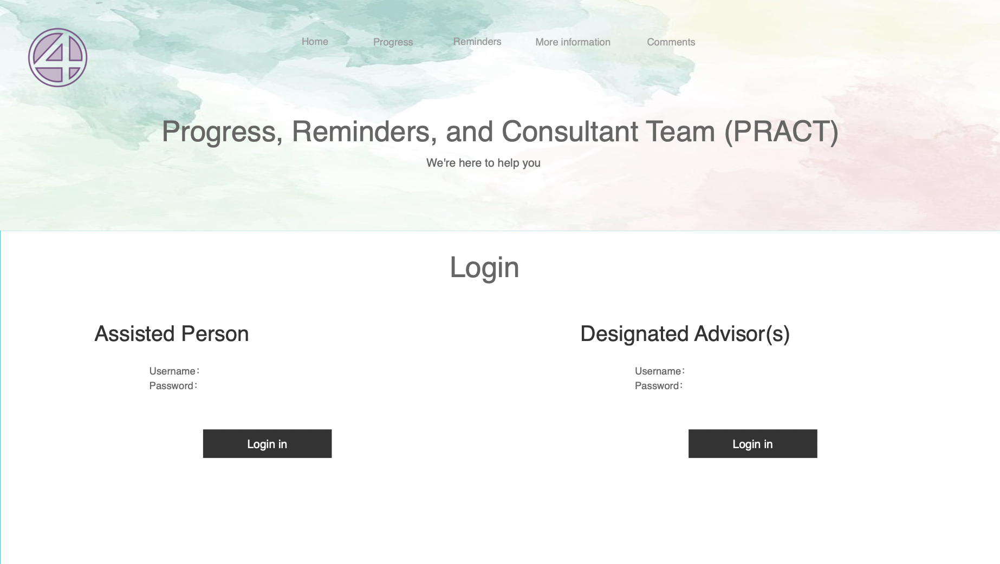 4
Home Progress Reminders More information Comments
Progress, Reminders, and Consultant Team (PRACT)
We're here to help you
Login
Assisted Person
Username:
Password:
Login in
Designated Advisor(s)
Username:
Password:
Login in